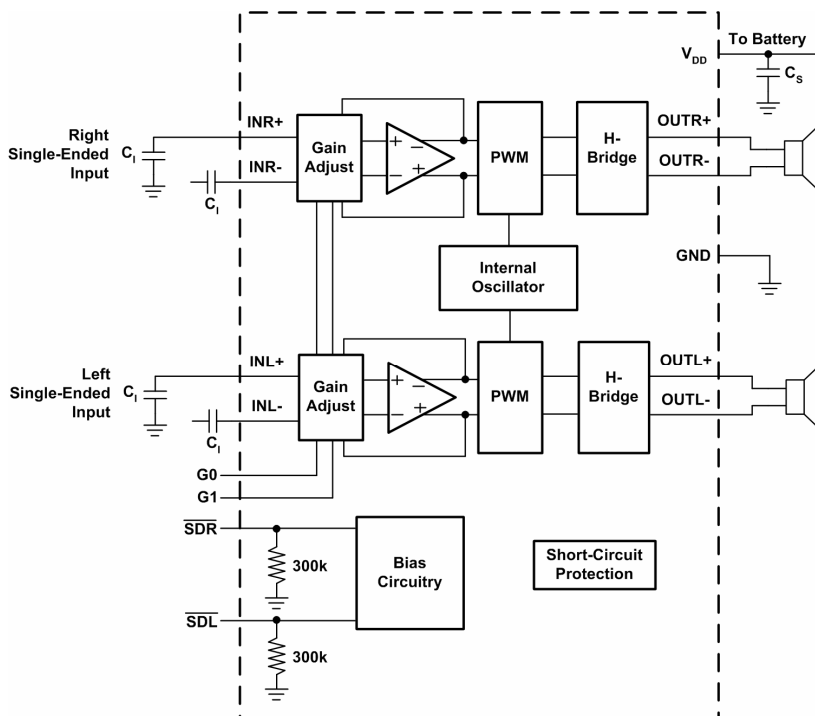 To Battery
V_DD
C_S
Right
Single-Ended
Input
C_I
INR+
INR-
C_I
Gain
Adjust
+
−
−
+
PWM
H-
Bridge
OUTR+
OUTR-
Internal
Oscillator
GND
Left
Single-Ended
Input
C_I
INL+
INL-
C_I
Gain
Adjust
+
−
−
+
PWM
H-
Bridge
OUTL+
OUTL-
G0
G1
SDR
300k
Bias
Circuitry
Short-Circuit
Protection
SDL
300k